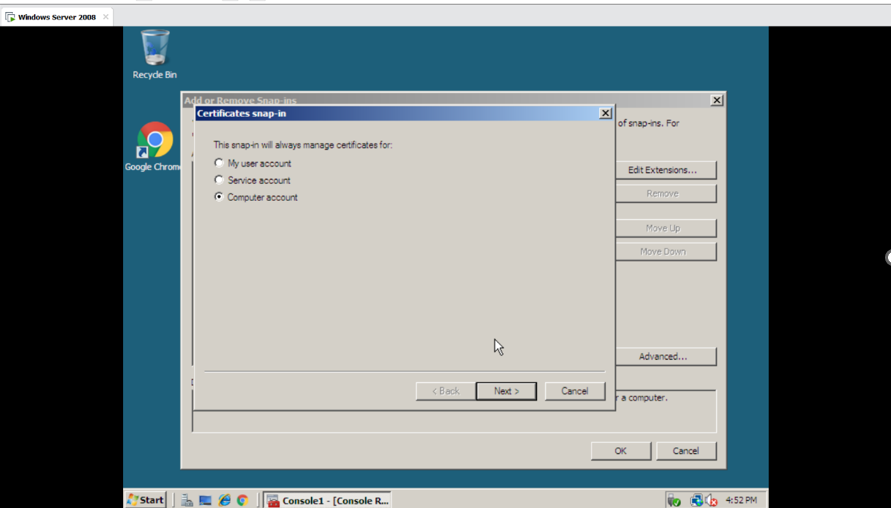 Windows Server 2008
Recycle Bin
Google Chrom
Add or Remove Snap-ins
Certificates snap-in
of snap-ins. For
This snap-in will always manage certificates for:
My user account
Service account
Computer account
Edit Extensions...
Remove
Move Up
Move Down
Advanced...
< Back
Next >
Cancel
r a computer.
OK
Cancel
Start
Console1 - [Console R...
4:52 PM